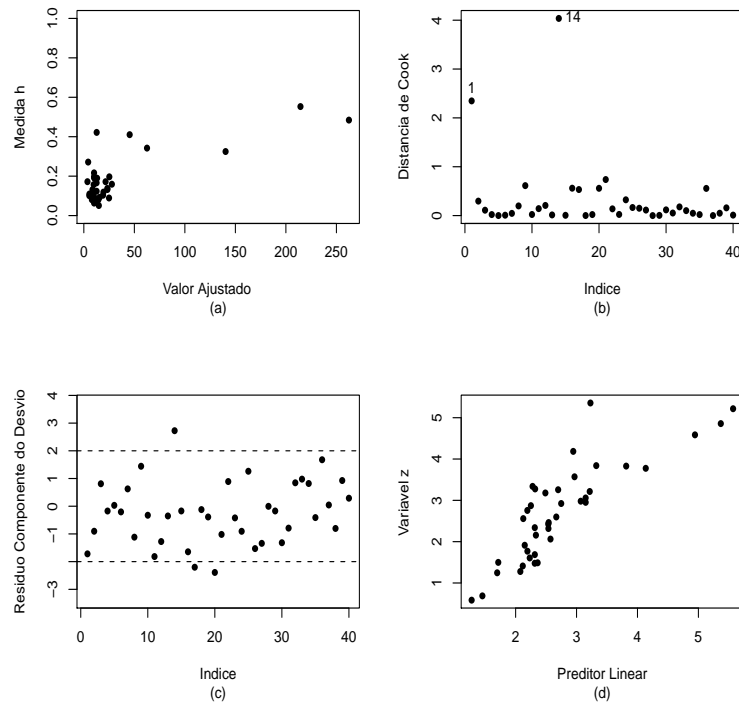 Medida h
0.0 0.2 0.4 0.6 0.8 1.0
0 50 100 150 200 250
Valor Ajustado
(a)
Distancia de Cook
0 1 2 3 4
1
14
0 10 20 30 40
Indice
(b)
Residuo Componente do Desvio
−3 −1 0 1 2 3 4
0 10 20 30 40
Indice
(c)
Variavel z
1 2 3 4 5
2 3 4 5
Preditor Linear
(d)